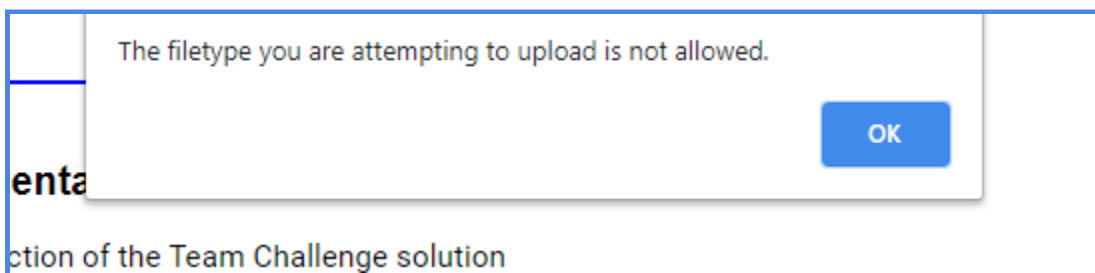 The filetype you are attempting to upload is not allowed.
OK
enta
ction of the Team Challenge solution